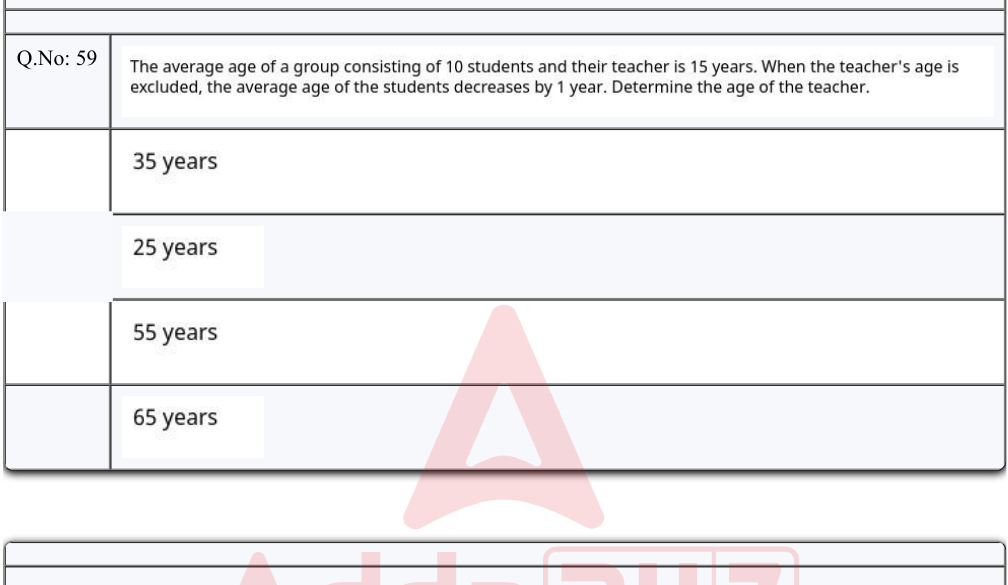 Q.No: 59
The average age of a group consisting of 10 students and their teacher is 15 years. When the teacher's age is
excluded, the average age of the students decreases by 1 year. Determine the age of the teacher.
35 years
25 years
55 years
65 years